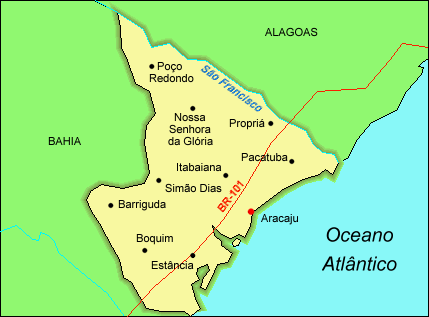 ALAGOAS
Poço
Redondo
São Francisco
Nossa
Senhora
da Glória
Propriá
BAHIA
Pacatuba
Itabaiana
Simão Dias
BR-101
Barriguda
Aracaju
Boquim
Oceano
Atlântico
Estância